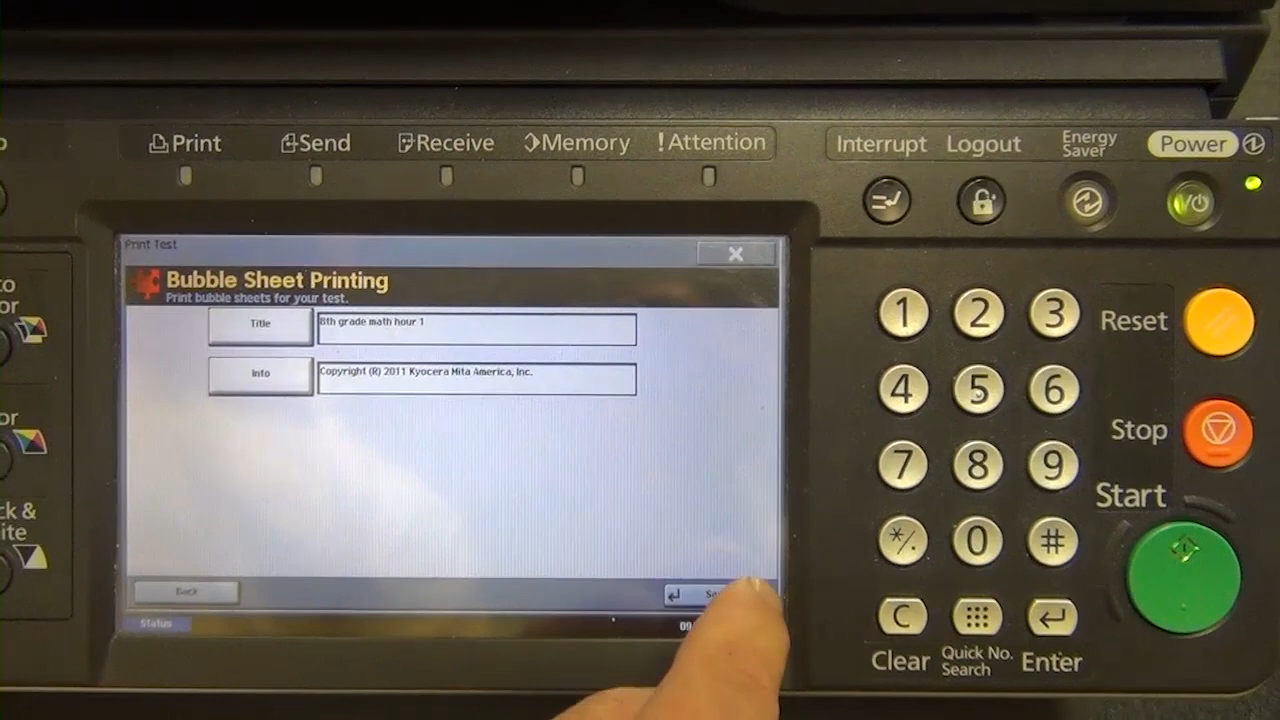 Print Send Receive Memory !Attention
Interrupt Logout Energy Saver Power
Print Test
Bubble Sheet Printing
Print bubble sheets for your test.
Title 8th grade math hour 1
Info Copyright (R) 2011 Kyocera Mita America, Inc.
Back
Status
1 2 3 Reset
4 5 6 Stop
7 8 9
Start
*/. 0 #
C
Clear Quick No. Search Enter